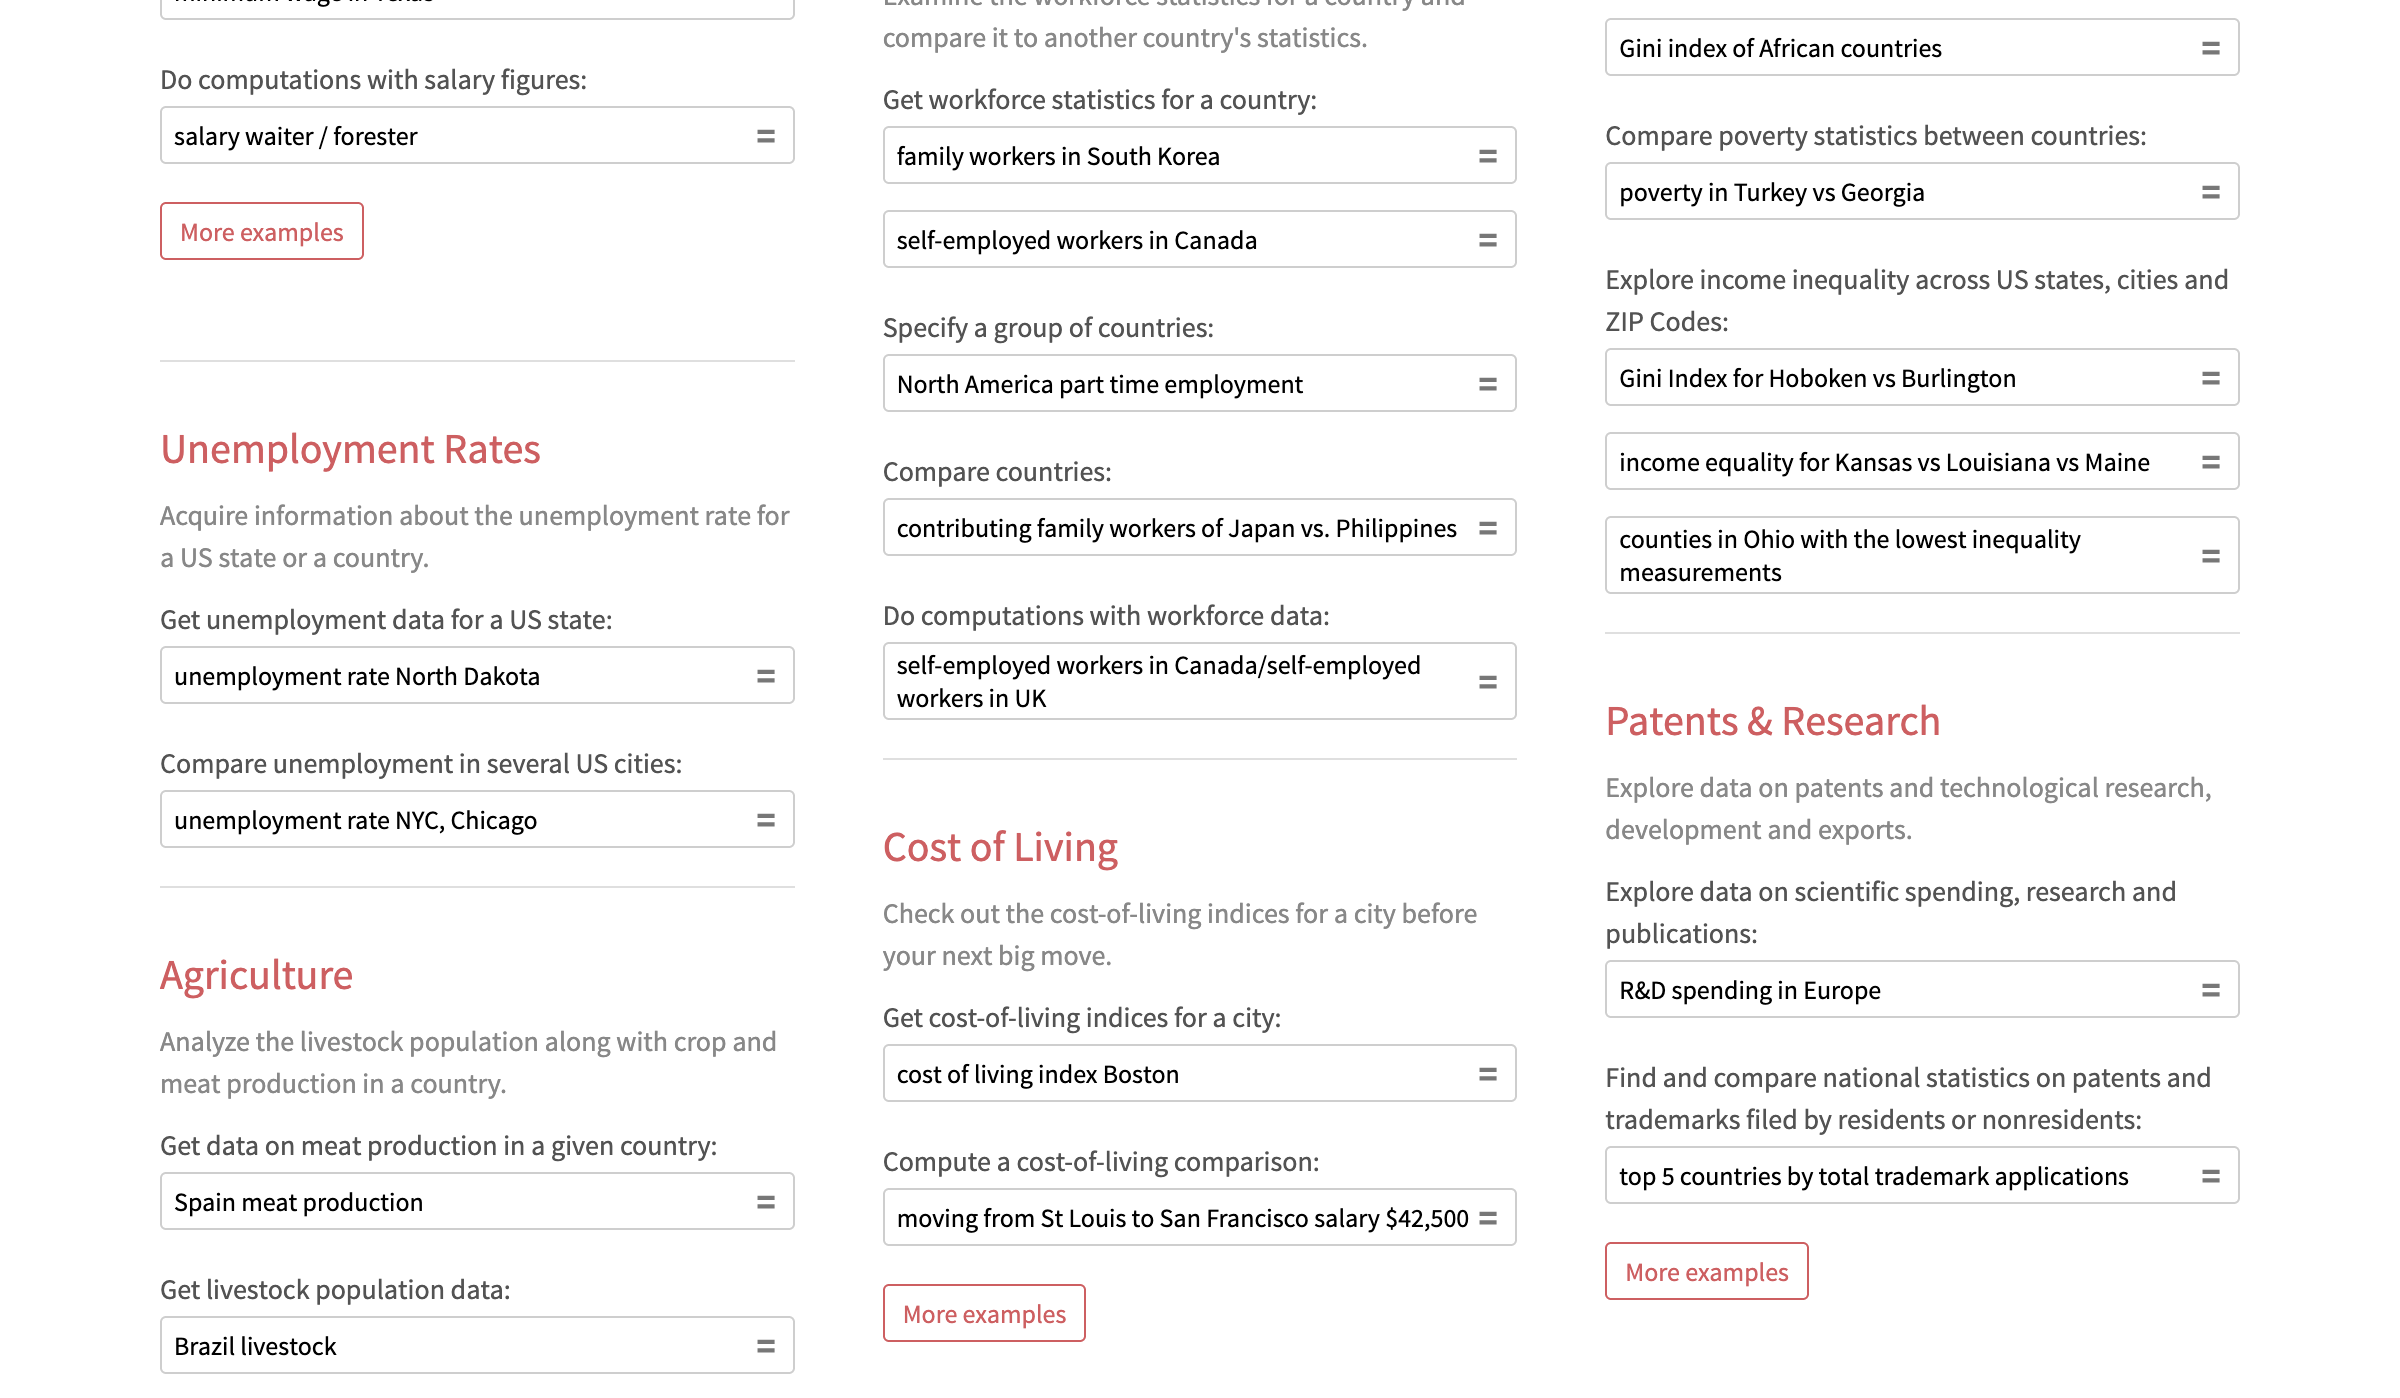 minimum wage in Texas
Do computations with salary figures:
salary waiter / forester
More examples
Unemployment Rates
Acquire information about the unemployment rate for
a US state or a country.
Get unemployment data for a US state:
unemployment rate North Dakota
Compare unemployment in several US cities:
unemployment rate NYC, Chicago
Agriculture
Analyze the livestock population along with crop and
meat production in a country.
Get data on meat production in a given country:
Spain meat production
Get livestock population data:
Brazil livestock
Examine the workforce statistics for a country and
compare it to another country's statistics.
Get workforce statistics for a country:
family workers in South Korea
self-employed workers in Canada
Specify a group of countries:
North America part time employment
Compare countries:
contributing family workers of Japan vs. Philippines
Do computations with workforce data:
self-employed workers in Canada/self-employed
workers in UK
Cost of Living
Check out the cost-of-living indices for a city before
your next big move.
Get cost-of-living indices for a city:
cost of living index Boston
Compute a cost-of-living comparison:
moving from St Louis to San Francisco salary $42,500
More examples
Gini index of African countries
Compare poverty statistics between countries:
poverty in Turkey vs Georgia
Explore income inequality across US states, cities and
ZIP Codes:
Gini Index for Hoboken vs Burlington
income equality for Kansas vs Louisiana vs Maine
counties in Ohio with the lowest inequality
measurements
Patents & Research
Explore data on patents and technological research,
development and exports.
Explore data on scientific spending, research and
publications:
R&D spending in Europe
Find and compare national statistics on patents and
trademarks filed by residents or nonresidents:
top 5 countries by total trademark applications
More examples